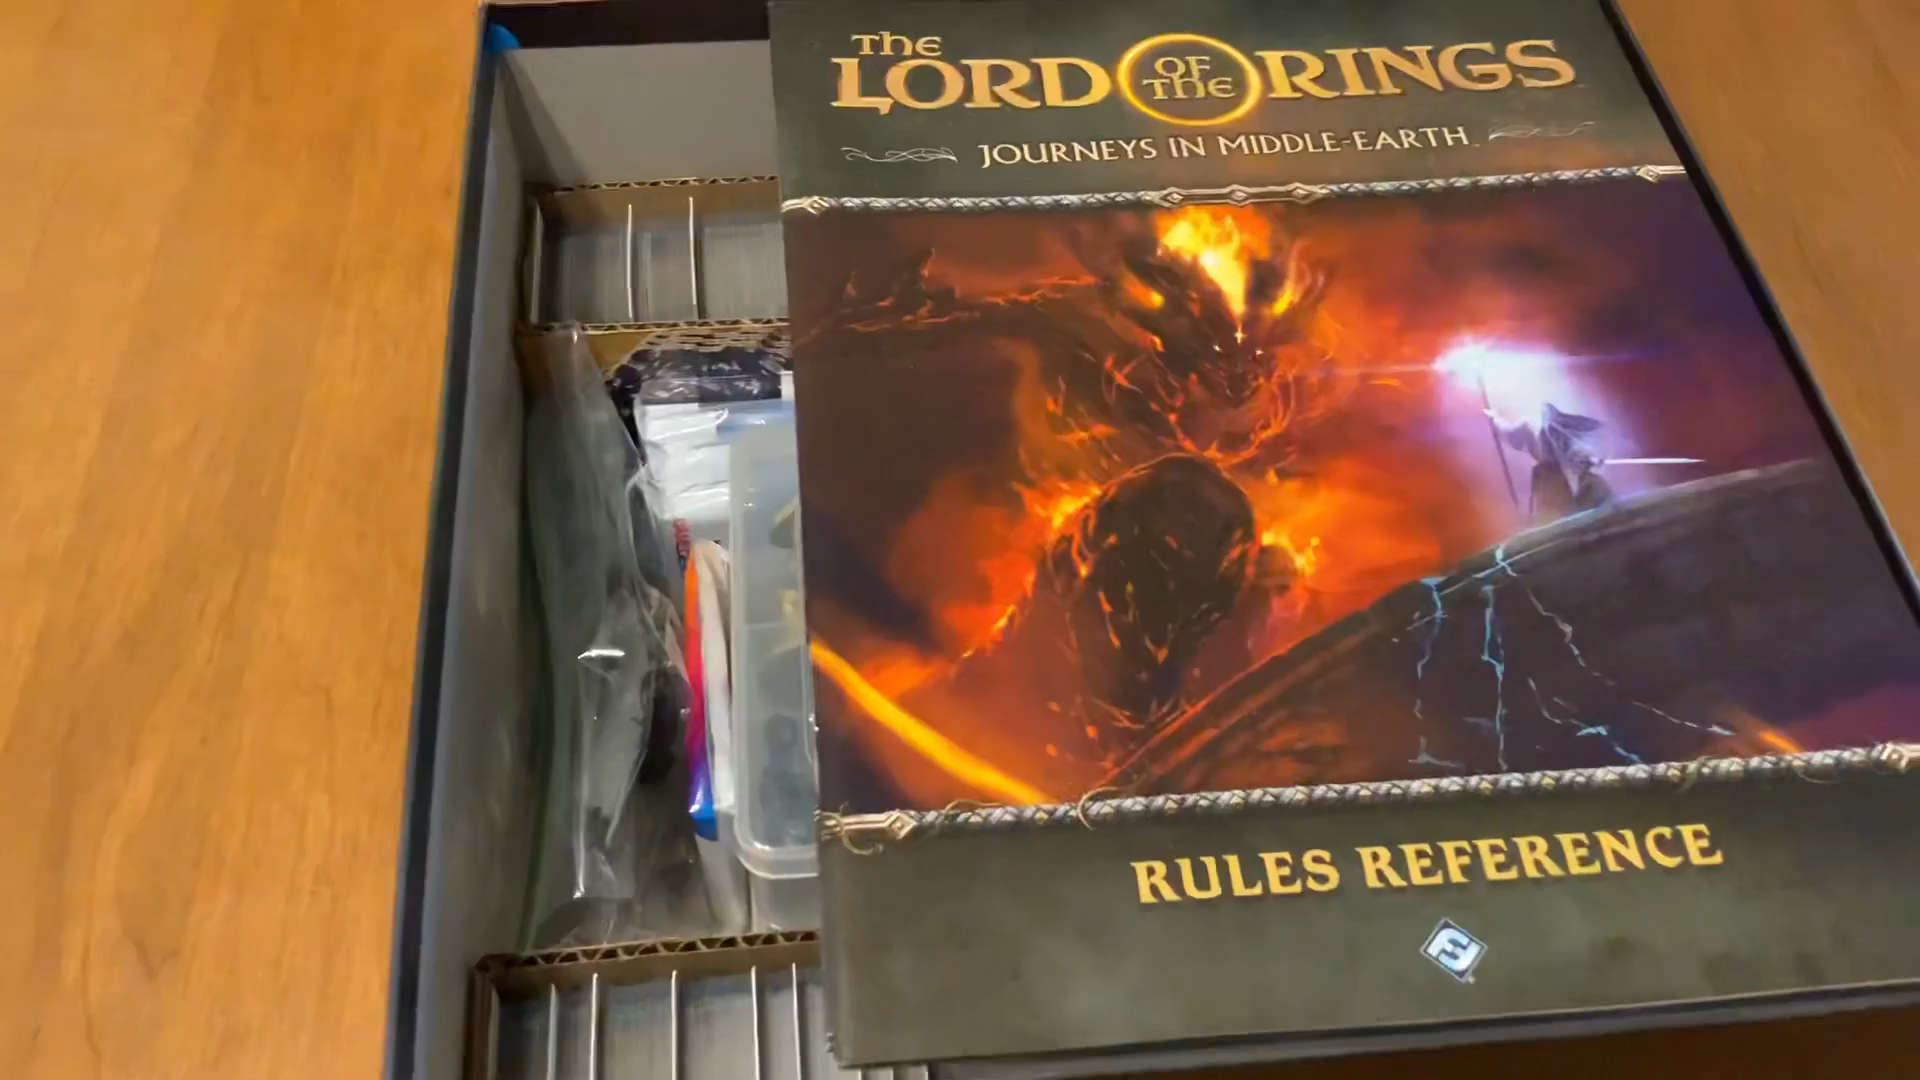 The
LORD OF THE RINGS
JOURNEYS IN MIDDLE-EARTH
RULES REFERENCE